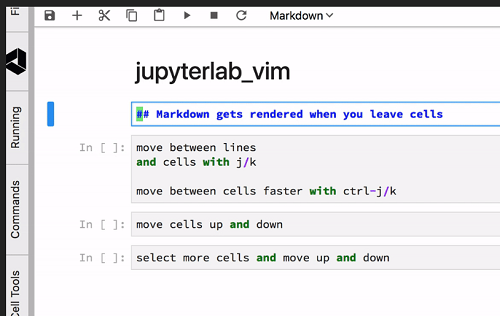 Markdown
jupyterlab_vim
## Markdown gets rendered when you leave cells
In [ ]:
move between lines
and cells with j/k
move between cells faster with ctrl-j/k
In [ ]:
move cells up and down
In [ ]:
select more cells and move up and down
Fi
Running
Commands
Cell Tools